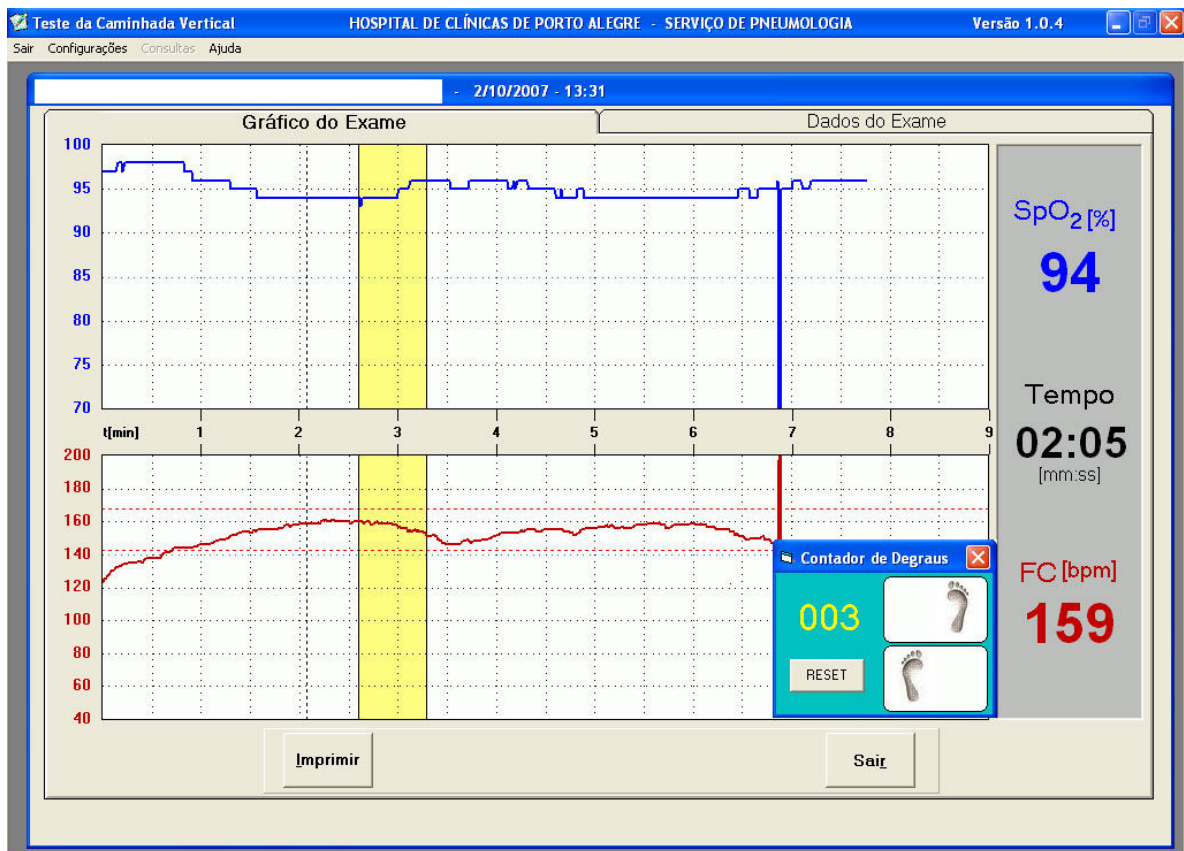 Teste da Caminhada Vertical HOSPITAL DE CLÍNICAS DE PORTO ALEGRE - SERVIÇO DE PNEUMOLOGIA Versão 1.0.4
Sair Configurações Consultas Ajuda
- 2/10/2007 - 13:31
Gráfico do Exame Dados do Exame
100
95
90
85
80
75
70
t[min] 1 2 3 4 5 6 7 8 9
200
180
160
140
120
100
80
60
40
SpO2 [%]
94
Tempo
02:05
[mm:ss]
FC [bpm]
159
Contador de Degraus
003
RESET
Imprimir Sair